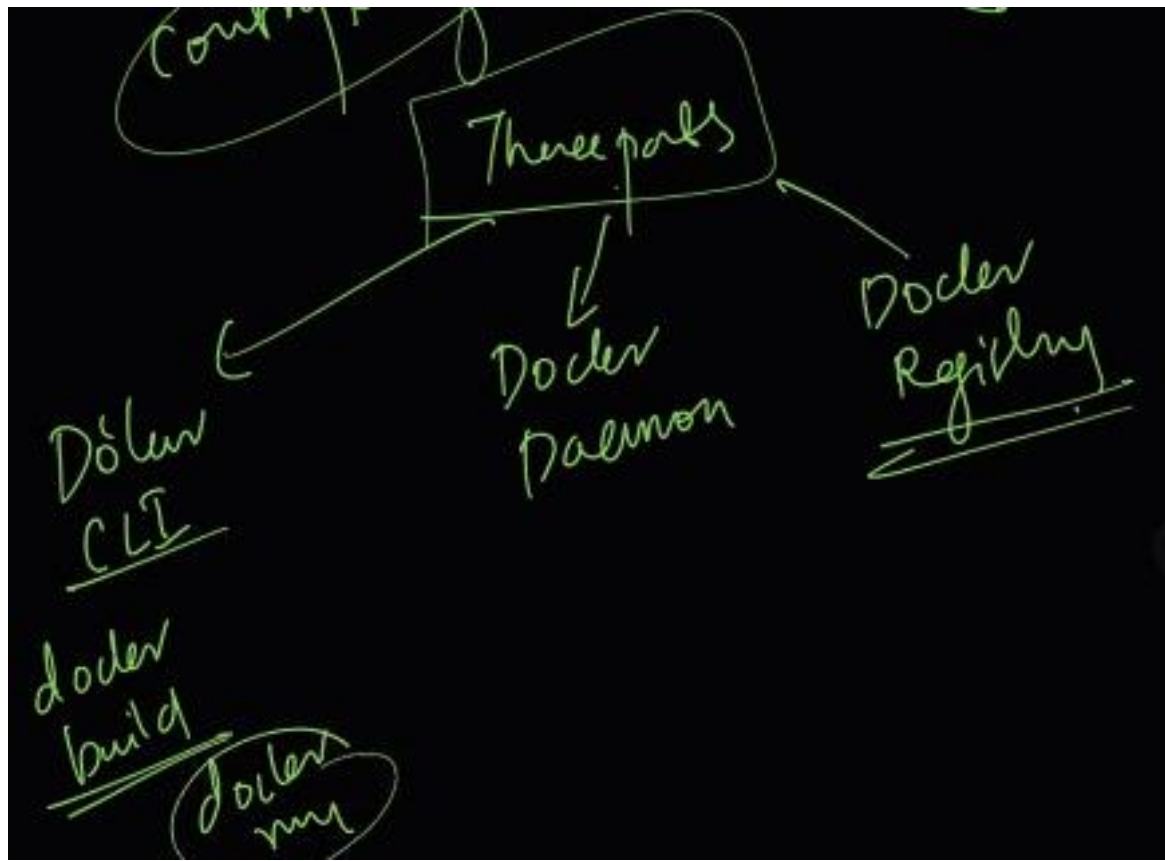 Three parts
Docker
CLI
docker
build
docker
run
Docker
Daemon
Docker
Registry